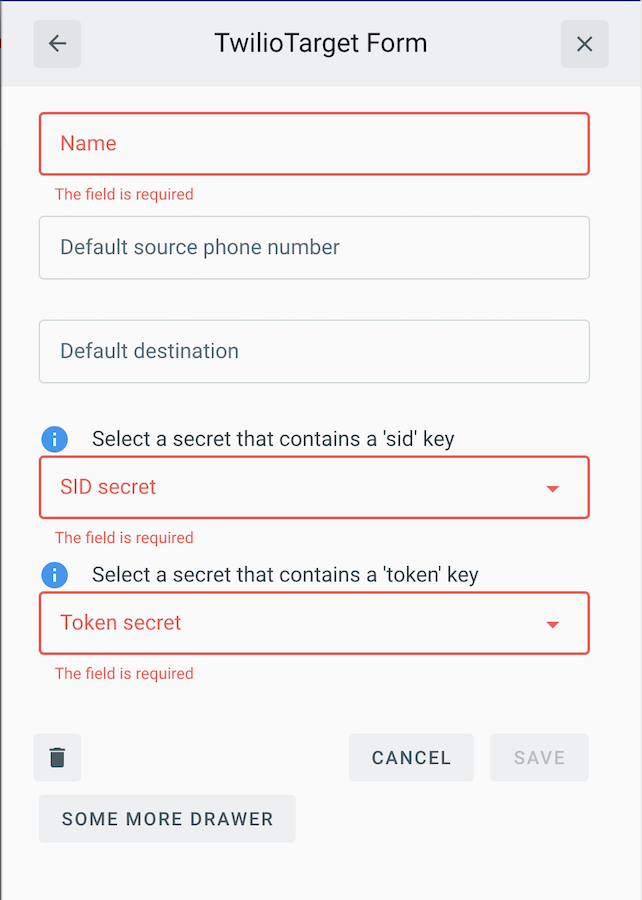 TwilioTarget Form
Name
The field is required
Default source phone number
Default destination
Select a secret that contains a 'sid' key
SID secret
The field is required
Select a secret that contains a 'token' key
Token secret
The field is required
CANCEL SAVE
SOME MORE DRAWER